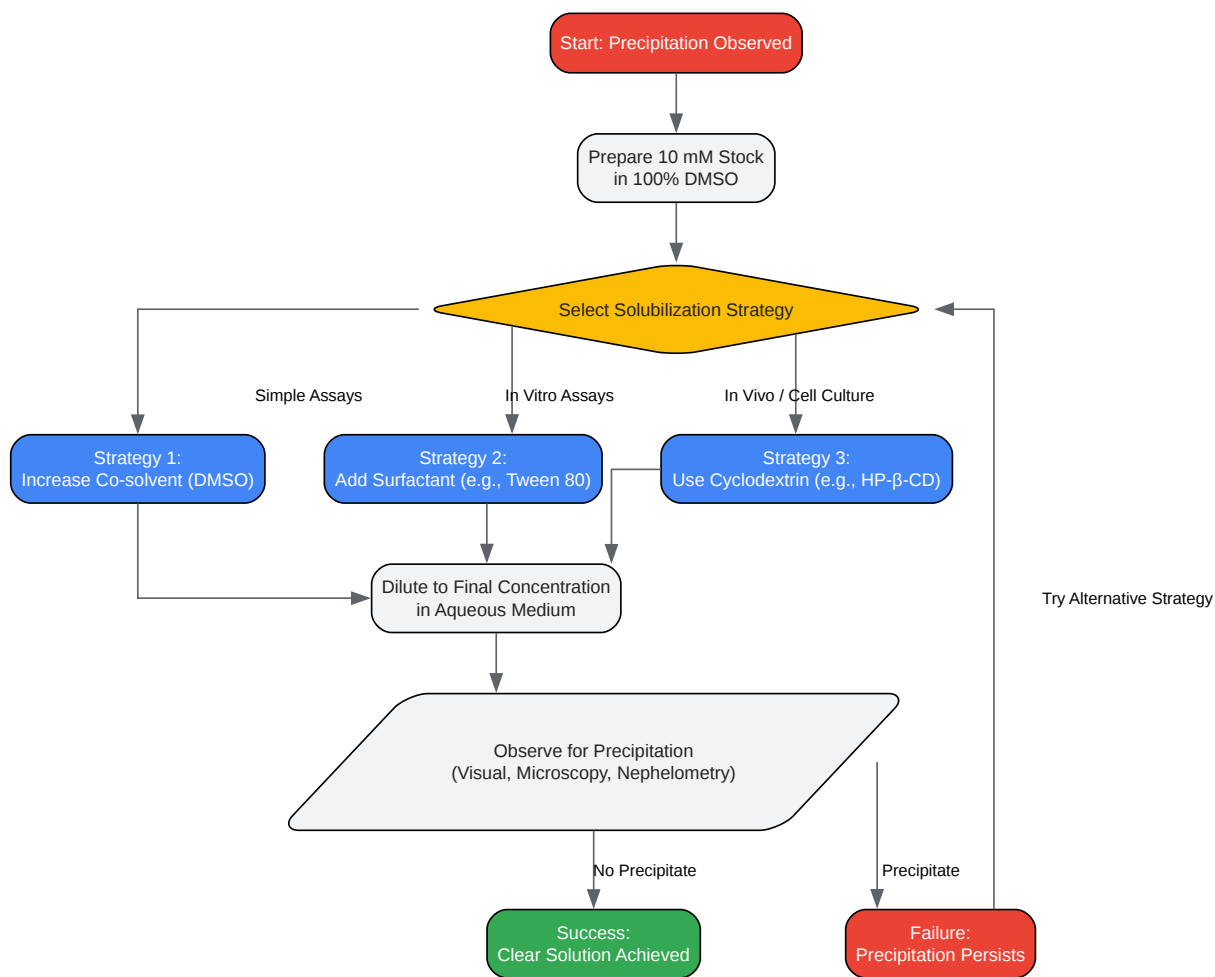 Start: Precipitation Observed
Prepare 10 mM Stock
in 100% DMSO
Select Solubilization Strategy
Simple Assays
In Vitro Assays
In Vivo / Cell Culture
Strategy 1:
Increase Co-solvent (DMSO)
Strategy 2:
Add Surfactant (e.g., Tween 80)
Strategy 3:
Use Cyclodextrin (e.g., HP-β-CD)
Dilute to Final Concentration
in Aqueous Medium
Try Alternative Strategy
Observe for Precipitation
(Visual, Microscopy, Nephelometry)
No Precipitate
Precipitate
Success:
Clear Solution Achieved
Failure:
Precipitation Persists